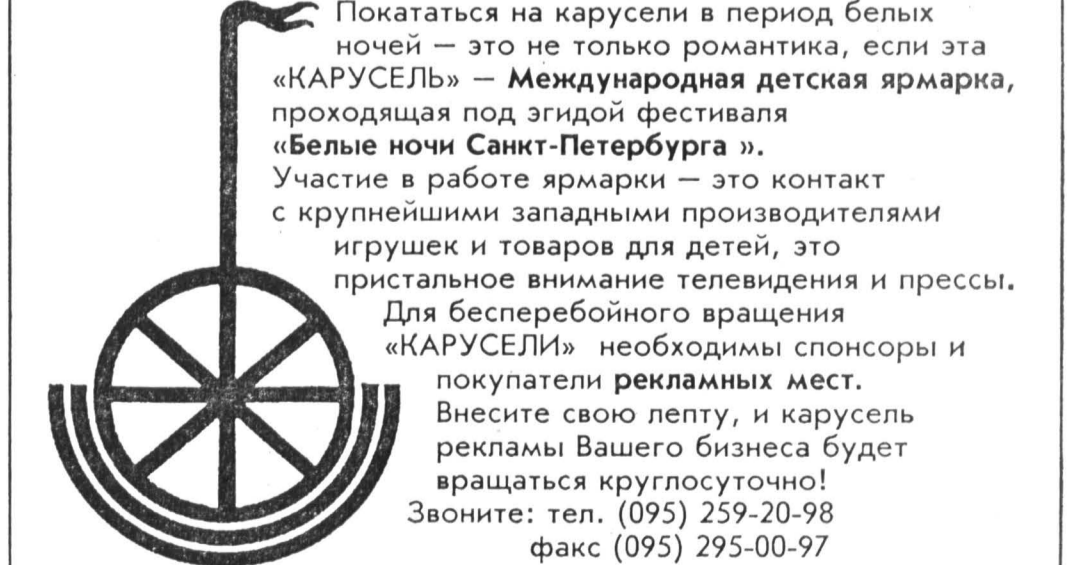 Покататься на карусели в период белых
ночей — это не только романтика, если эта
«КАРУСЕЛЬ» — Международная детская ярмарка,
проходящая под эгидой фестиваля
«Белые ночи Санкт-Петербурга ».
Участие в работе ярмарки — это контакт
с крупнейшими западными производителями
игрушек и товаров для детей, это
пристальное внимание телевидения и прессы.
Для бесперебойного вращения
«КАРУСЕЛИ» необходимы спонсоры и
покупатели рекламных мест.
Внесите свою лепту, и карусель
рекламы Вашего бизнеса будет
вращаться круглосуточно!
Звоните: тел. (095) 259-20-98
факс (095) 295-00-97